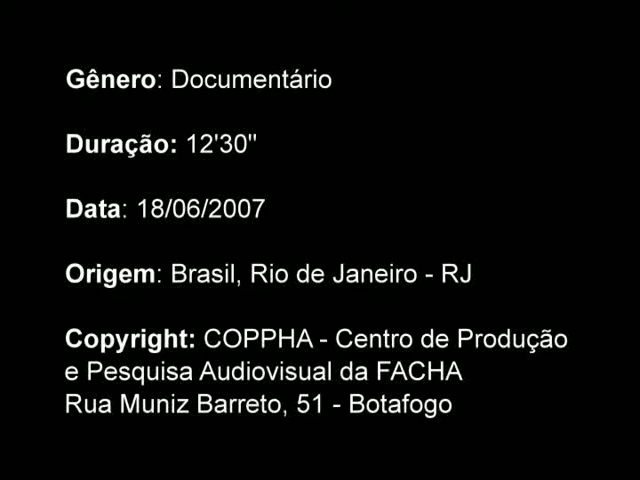 Gênero: Documentário
Duração: 12'30"
Data: 18/06/2007
Origem: Brasil, Rio de Janeiro - RJ
Copyright: COPPHA - Centro de Produção
e Pesquisa Audiovisual da FACHA
Rua Muniz Barreto, 51 - Botafogo